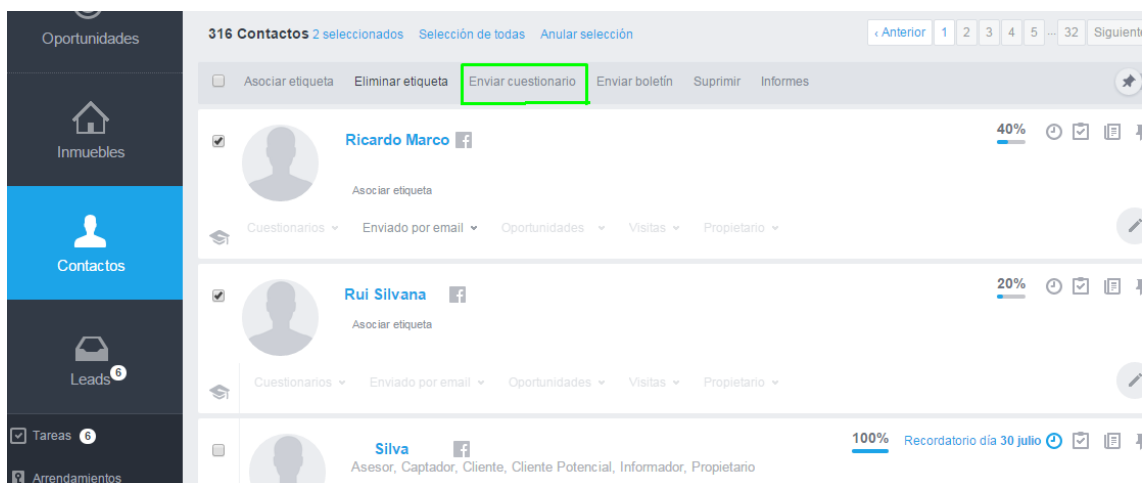 Oportunidades
Inmuebles
Contactos
Leads 6
Tareas 6
Arrendamientos
316 Contactos 2 seleccionados Selección de todas Anular selección
‹ Anterior 1 2 3 4 5 ... 32 Siguiente
Asociar etiqueta Eliminar etiqueta Enviar cuestionario Enviar boletín Suprimir Informes
Ricardo Marco
40%
Asociar etiqueta
Cuestionarios Enviado por email Oportunidades Visitas Propietario
Rui Silvana
20%
Asociar etiqueta
Cuestionarios Enviado por email Oportunidades Visitas Propietario
Silva
100% Recordatorio día 30 julio
Asesor, Captador, Cliente, Cliente Potencial, Informador, Propietario